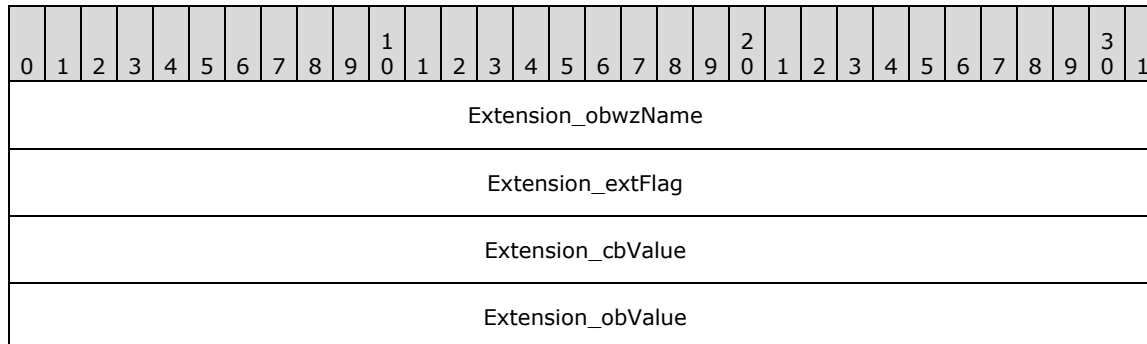 1 2 3
0 1 2 3 4 5 6 7 8 9 0 1 2 3 4 5 6 7 8 9 0 1 2 3 4 5 6 7 8 9 0 1
Extension_obwzName
Extension_extFlag
Extension_cbValue
Extension_obValue